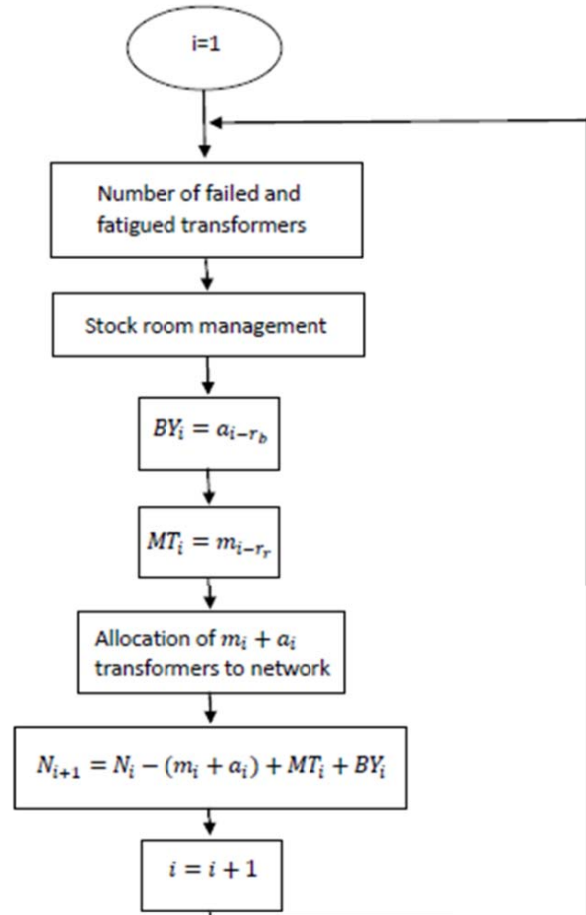 i=1
Number of failed and
fatigued transformers
Stock room management
$BY_i = a_{i-r_b}$
$MT_i = m_{i-r_r}$
Allocation of $m_i + a_i$
transformers to network
$N_{i+1} = N_i - (m_i + a_i) + MT_i + BY_i$
$i = i + 1$